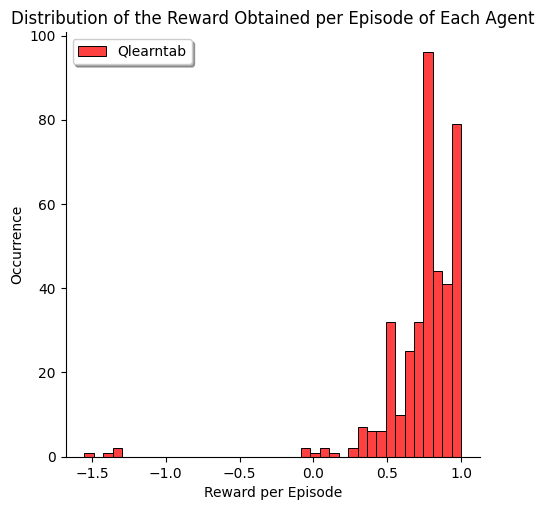 Distribution of the Reward Obtained per Episode of Each Agent
Qlearntab
100
80
60
40
20
0
Occurrence
−1.5 −1.0 −0.5 0.0 0.5 1.0
Reward per Episode